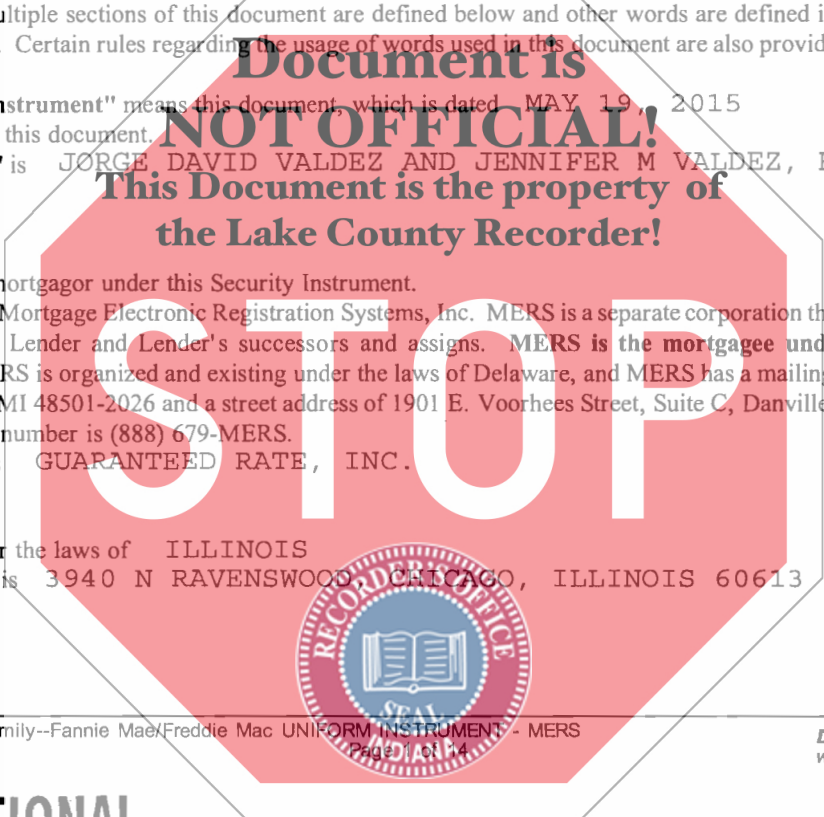 ultiple sections of this document are defined below and other words are defined i
Certain rules regarding the usage of words used in this document are also provid
Document is
nstrument" means this document, which is dated MAY 19, 2015
NOT OFFICIAL!
this document.
is JORGE DAVID VALDEZ AND JENNIFER M VALDEZ,
This Document is the property of
the Lake County Recorder!
ortgagor under this Security Instrument.
Mortgage Electronic Registration Systems, Inc. MERS is a separate corporation th
Lender and Lender's successors and assigns. MERS is the mortgagee und
RS is organized and existing under the laws of Delaware, and MERS has a mailing
MI 48501-2026 and a street address of 1901 E. Voorhees Street, Suite C, Danville
number is (888) 679-MERS.
GUARANTEED RATE, INC.
STOP
the laws of ILLINOIS
is 3940 N RAVENSWOOD, CHICAGO, ILLINOIS 60613
RECORDER'S OFFICE
SEAL
INDIANA
mily--Fannie Mae/Freddie Mac UNIFORM INSTRUMENT - MERS
Page 1 of 14